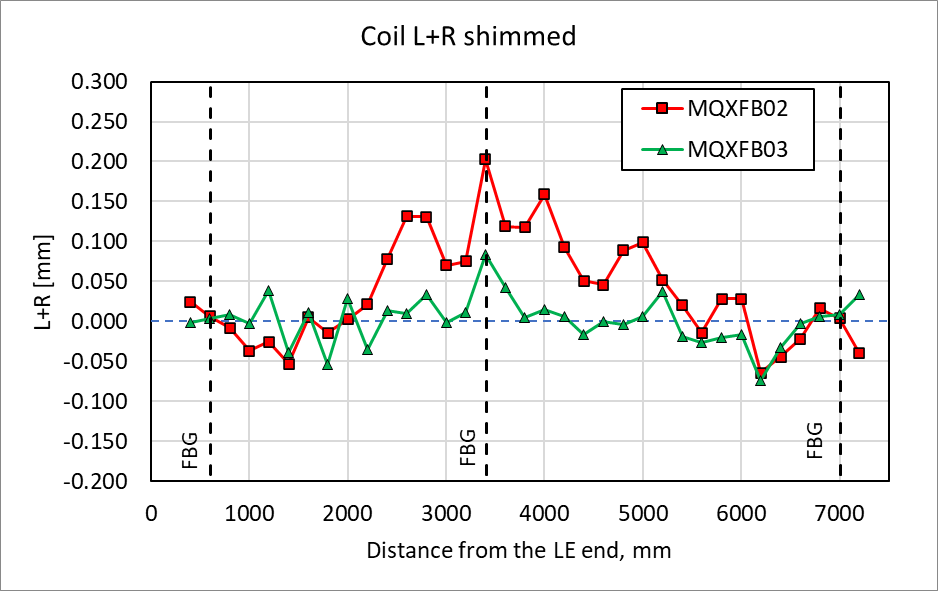 Coil L+R shimmed
0.300
0.250
0.200
0.150
0.100
0.050
0.000
-0.050
-0.100
-0.150
-0.200
L+R [mm]
MQXFB02
MQXFB03
FBG
FBG
FBG
0 1000 2000 3000 4000 5000 6000 7000
Distance from the LE end, mm